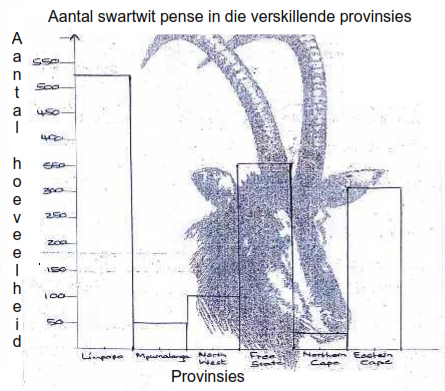 Aantal swartwit pense in die verskillende provinsies
Aantal hoeveelheid
550
500
450
400
350
300
250
200
150
100
50
Limpopo
Mpumalanga
North West
Free State
Northern Cape
Eastern Cape
Provinsies